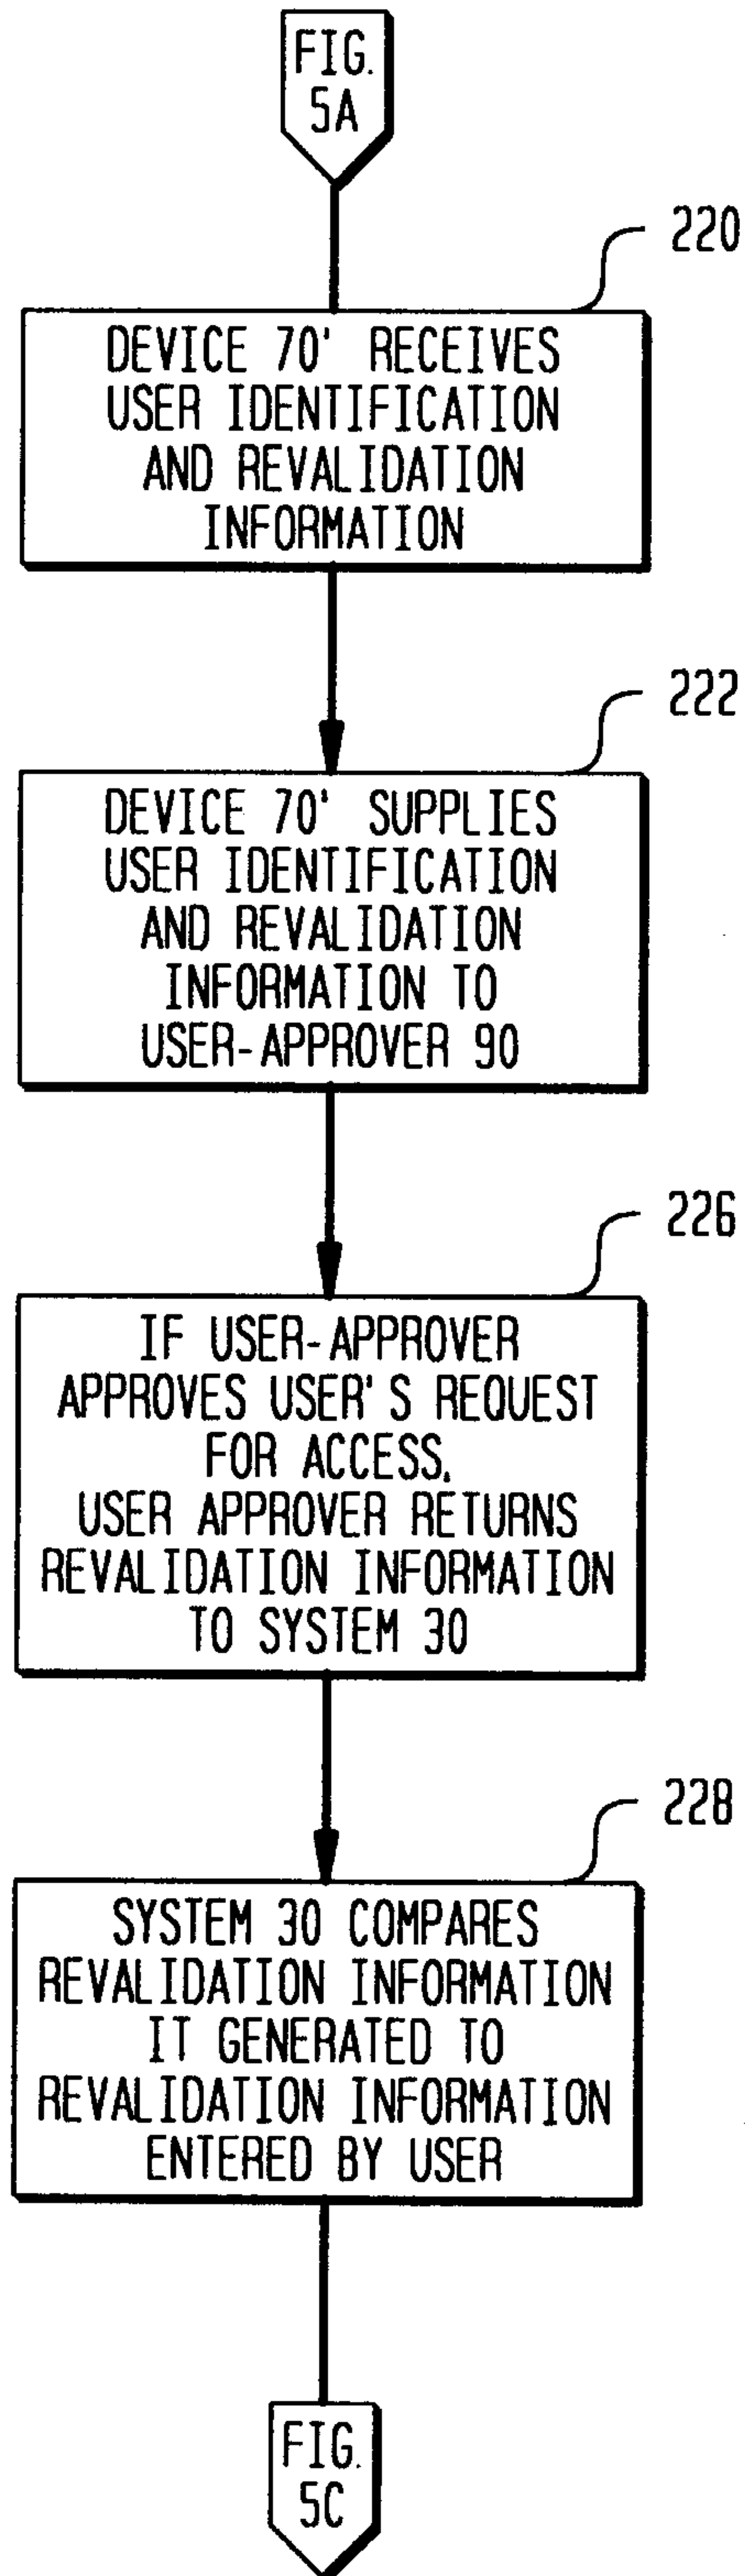 FIG.
5A
220
DEVICE 70' RECEIVES
USER IDENTIFICATION
AND REVALIDATION
INFORMATION
222
DEVICE 70' SUPPLIES
USER IDENTIFICATION
AND REVALIDATION
INFORMATION TO
USER-APPROVER 90
226
IF USER-APPROVER
APPROVES USER'S REQUEST
FOR ACCESS,
USER APPROVER RETURNS
REVALIDATION INFORMATION
TO SYSTEM 30
228
SYSTEM 30 COMPARES
REVALIDATION INFORMATION
IT GENERATED TO
REVALIDATION INFORMATION
ENTERED BY USER
FIG.
5C